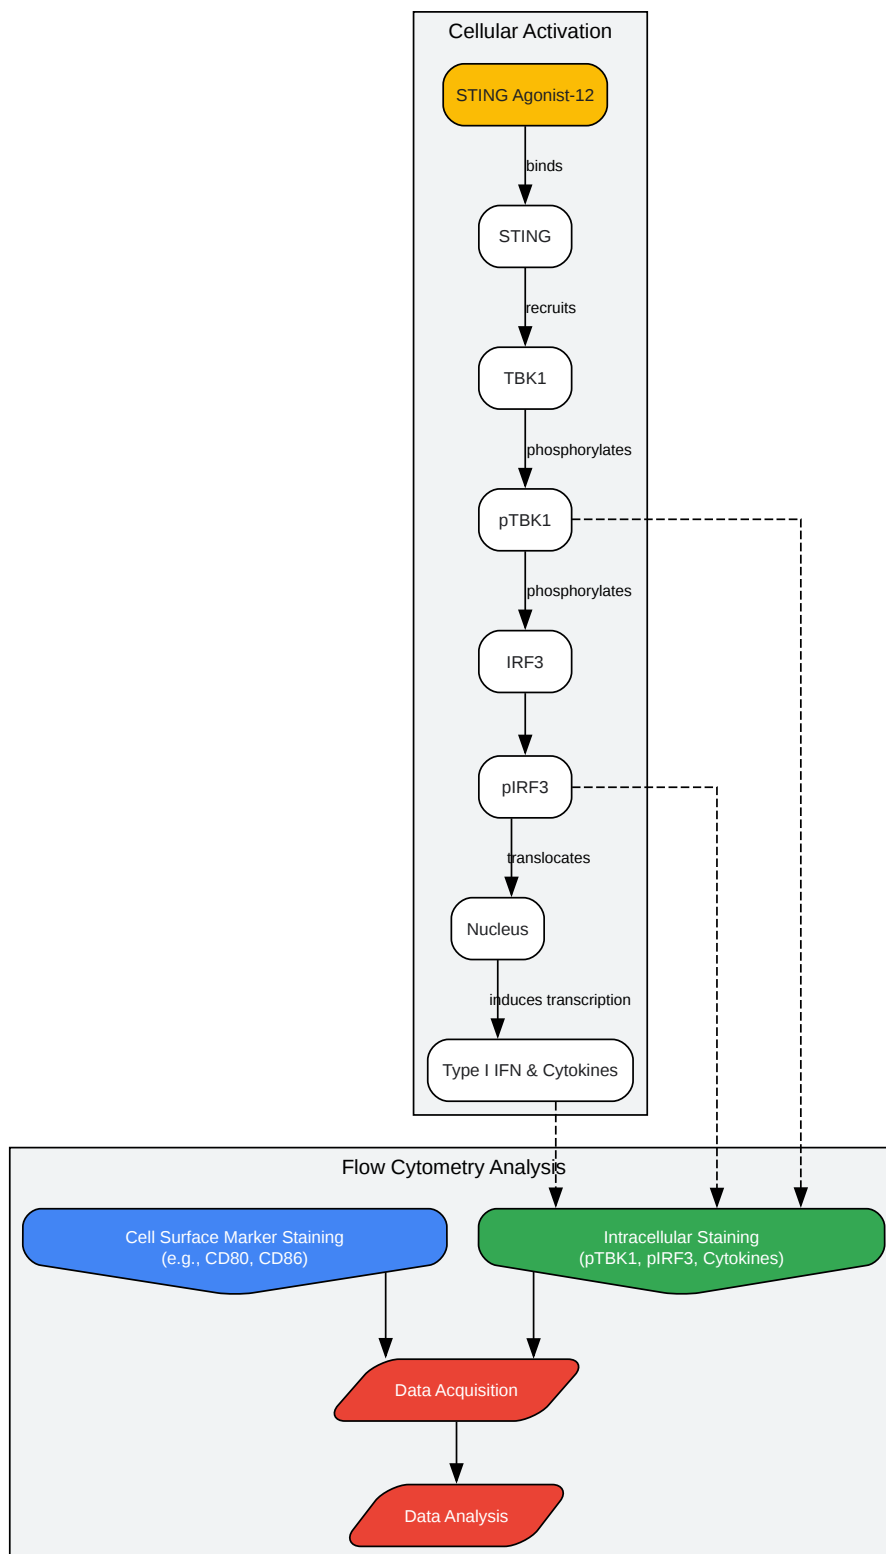 Cellular Activation
STING Agonist-12
binds
STING
recruits
TBK1
phosphorylates
pTBK1
phosphorylates
IRF3
pIRF3
translocates
Nucleus
induces transcription
Type I IFN & Cytokines
Flow Cytometry Analysis
Cell Surface Marker Staining
(e.g., CD80, CD86)
Intracellular Staining
(pTBK1, pIRF3, Cytokines)
Data Acquisition
Data Analysis